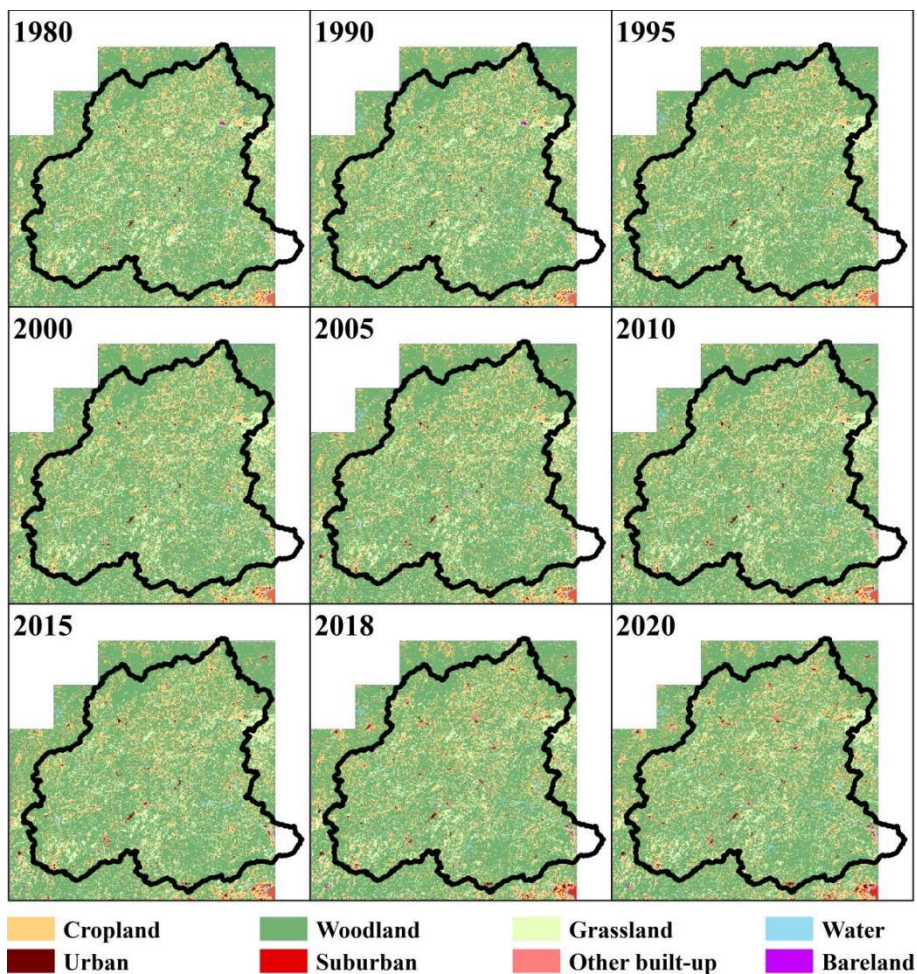 1980 1990 1995
2000 2005 2010
2015 2018 2020
Cropland Woodland Grassland Water
Urban Suburban Other built-up Bareland